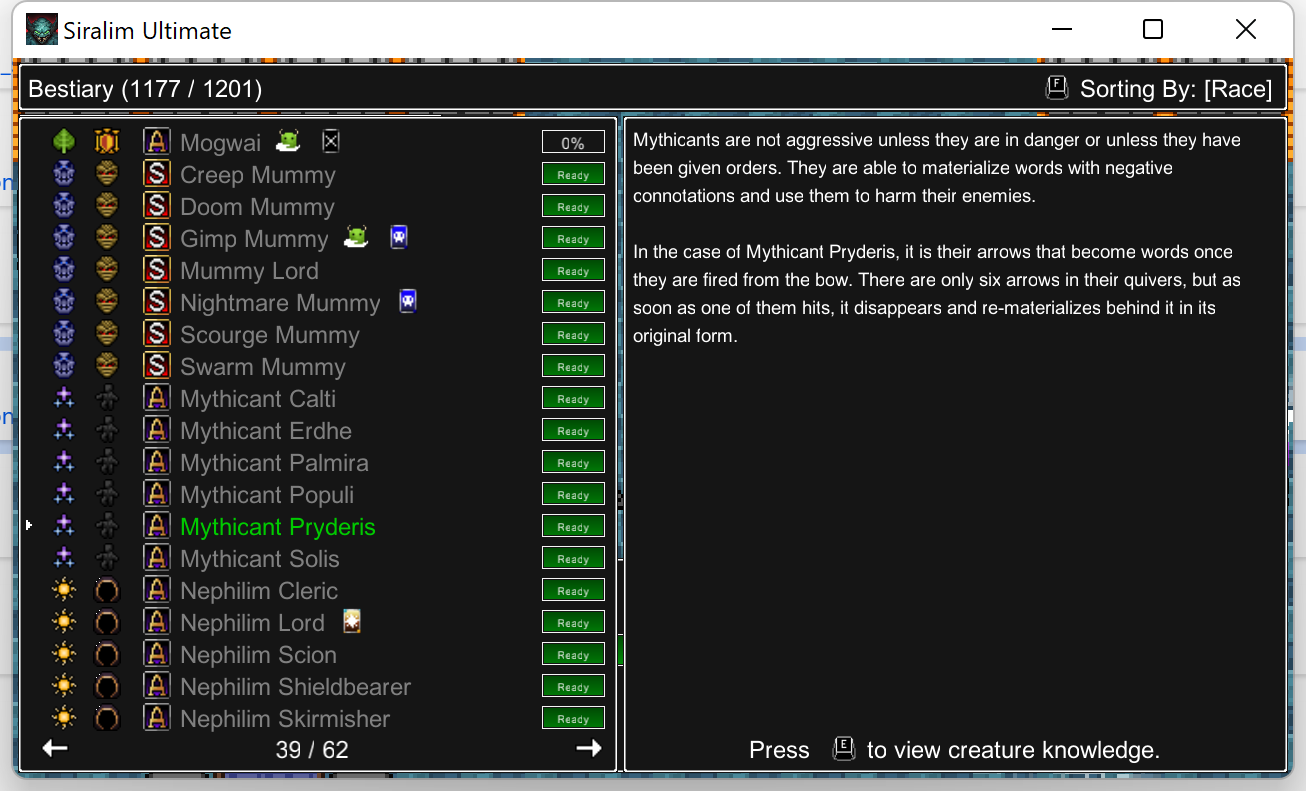 Siralim Ultimate
Bestiary (1177 / 1201)
F Sorting By: [Race]
A Mogwai 0%
S Creep Mummy Ready
S Doom Mummy Ready
S Gimp Mummy Ready
S Mummy Lord Ready
S Nightmare Mummy Ready
S Scourge Mummy Ready
S Swarm Mummy Ready
A Mythicant Calti Ready
A Mythicant Erdhe Ready
A Mythicant Palmira Ready
A Mythicant Populi Ready
A Mythicant Pryderis Ready
A Mythicant Solis Ready
A Nephilim Cleric Ready
A Nephilim Lord Ready
A Nephilim Scion Ready
A Nephilim Shieldbearer Ready
A Nephilim Skirmisher Ready
39 / 62
Mythicants are not aggressive unless they are in danger or unless they have
been given orders. They are able to materialize words with negative
connotations and use them to harm their enemies.
In the case of Mythicant Pryderis, it is their arrows that become words once
they are fired from the bow. There are only six arrows in their quivers, but as
soon as one of them hits, it disappears and re-materializes behind it in its
original form.
Press E to view creature knowledge.